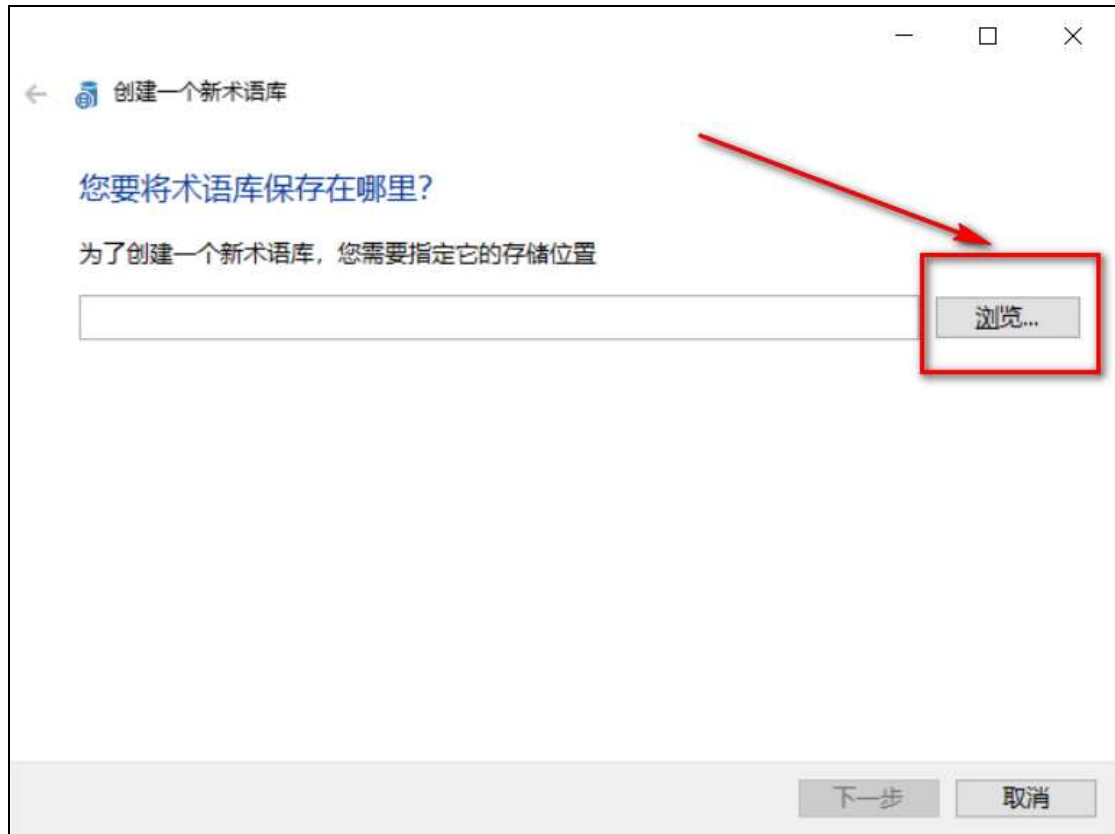 创建一个新术语库
您要将术语库保存在哪里?
为了创建一个新术语库，您需要指定它的存储位置
浏览...
下一步
取消